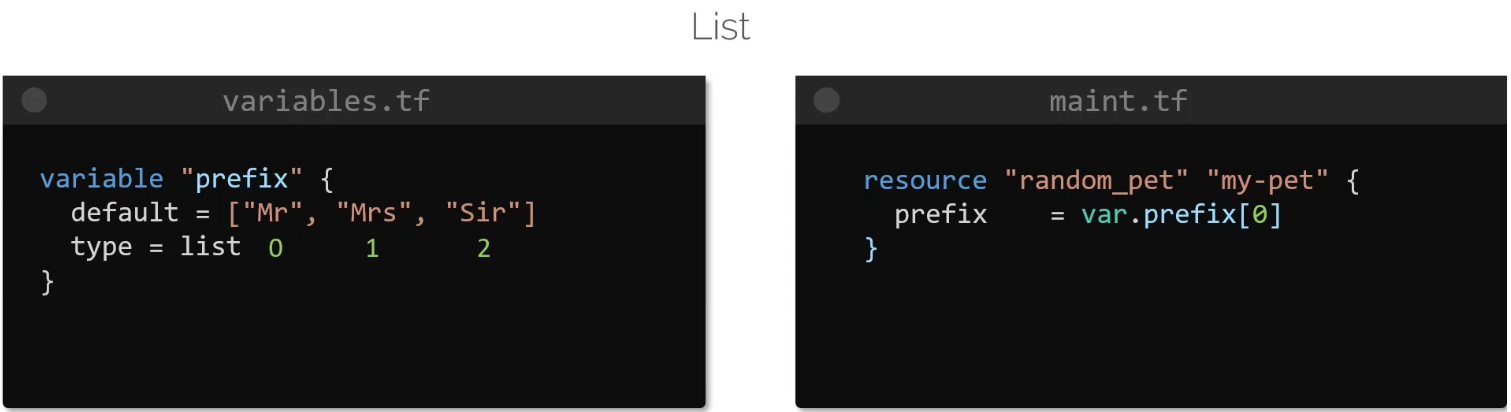 List
variables.tf
variable "prefix" {
default = ["Mr", "Mrs", "Sir"]
type = list 0 1 2
}
maint.tf
resource "random_pet" "my-pet" {
prefix = var.prefix[0]
}